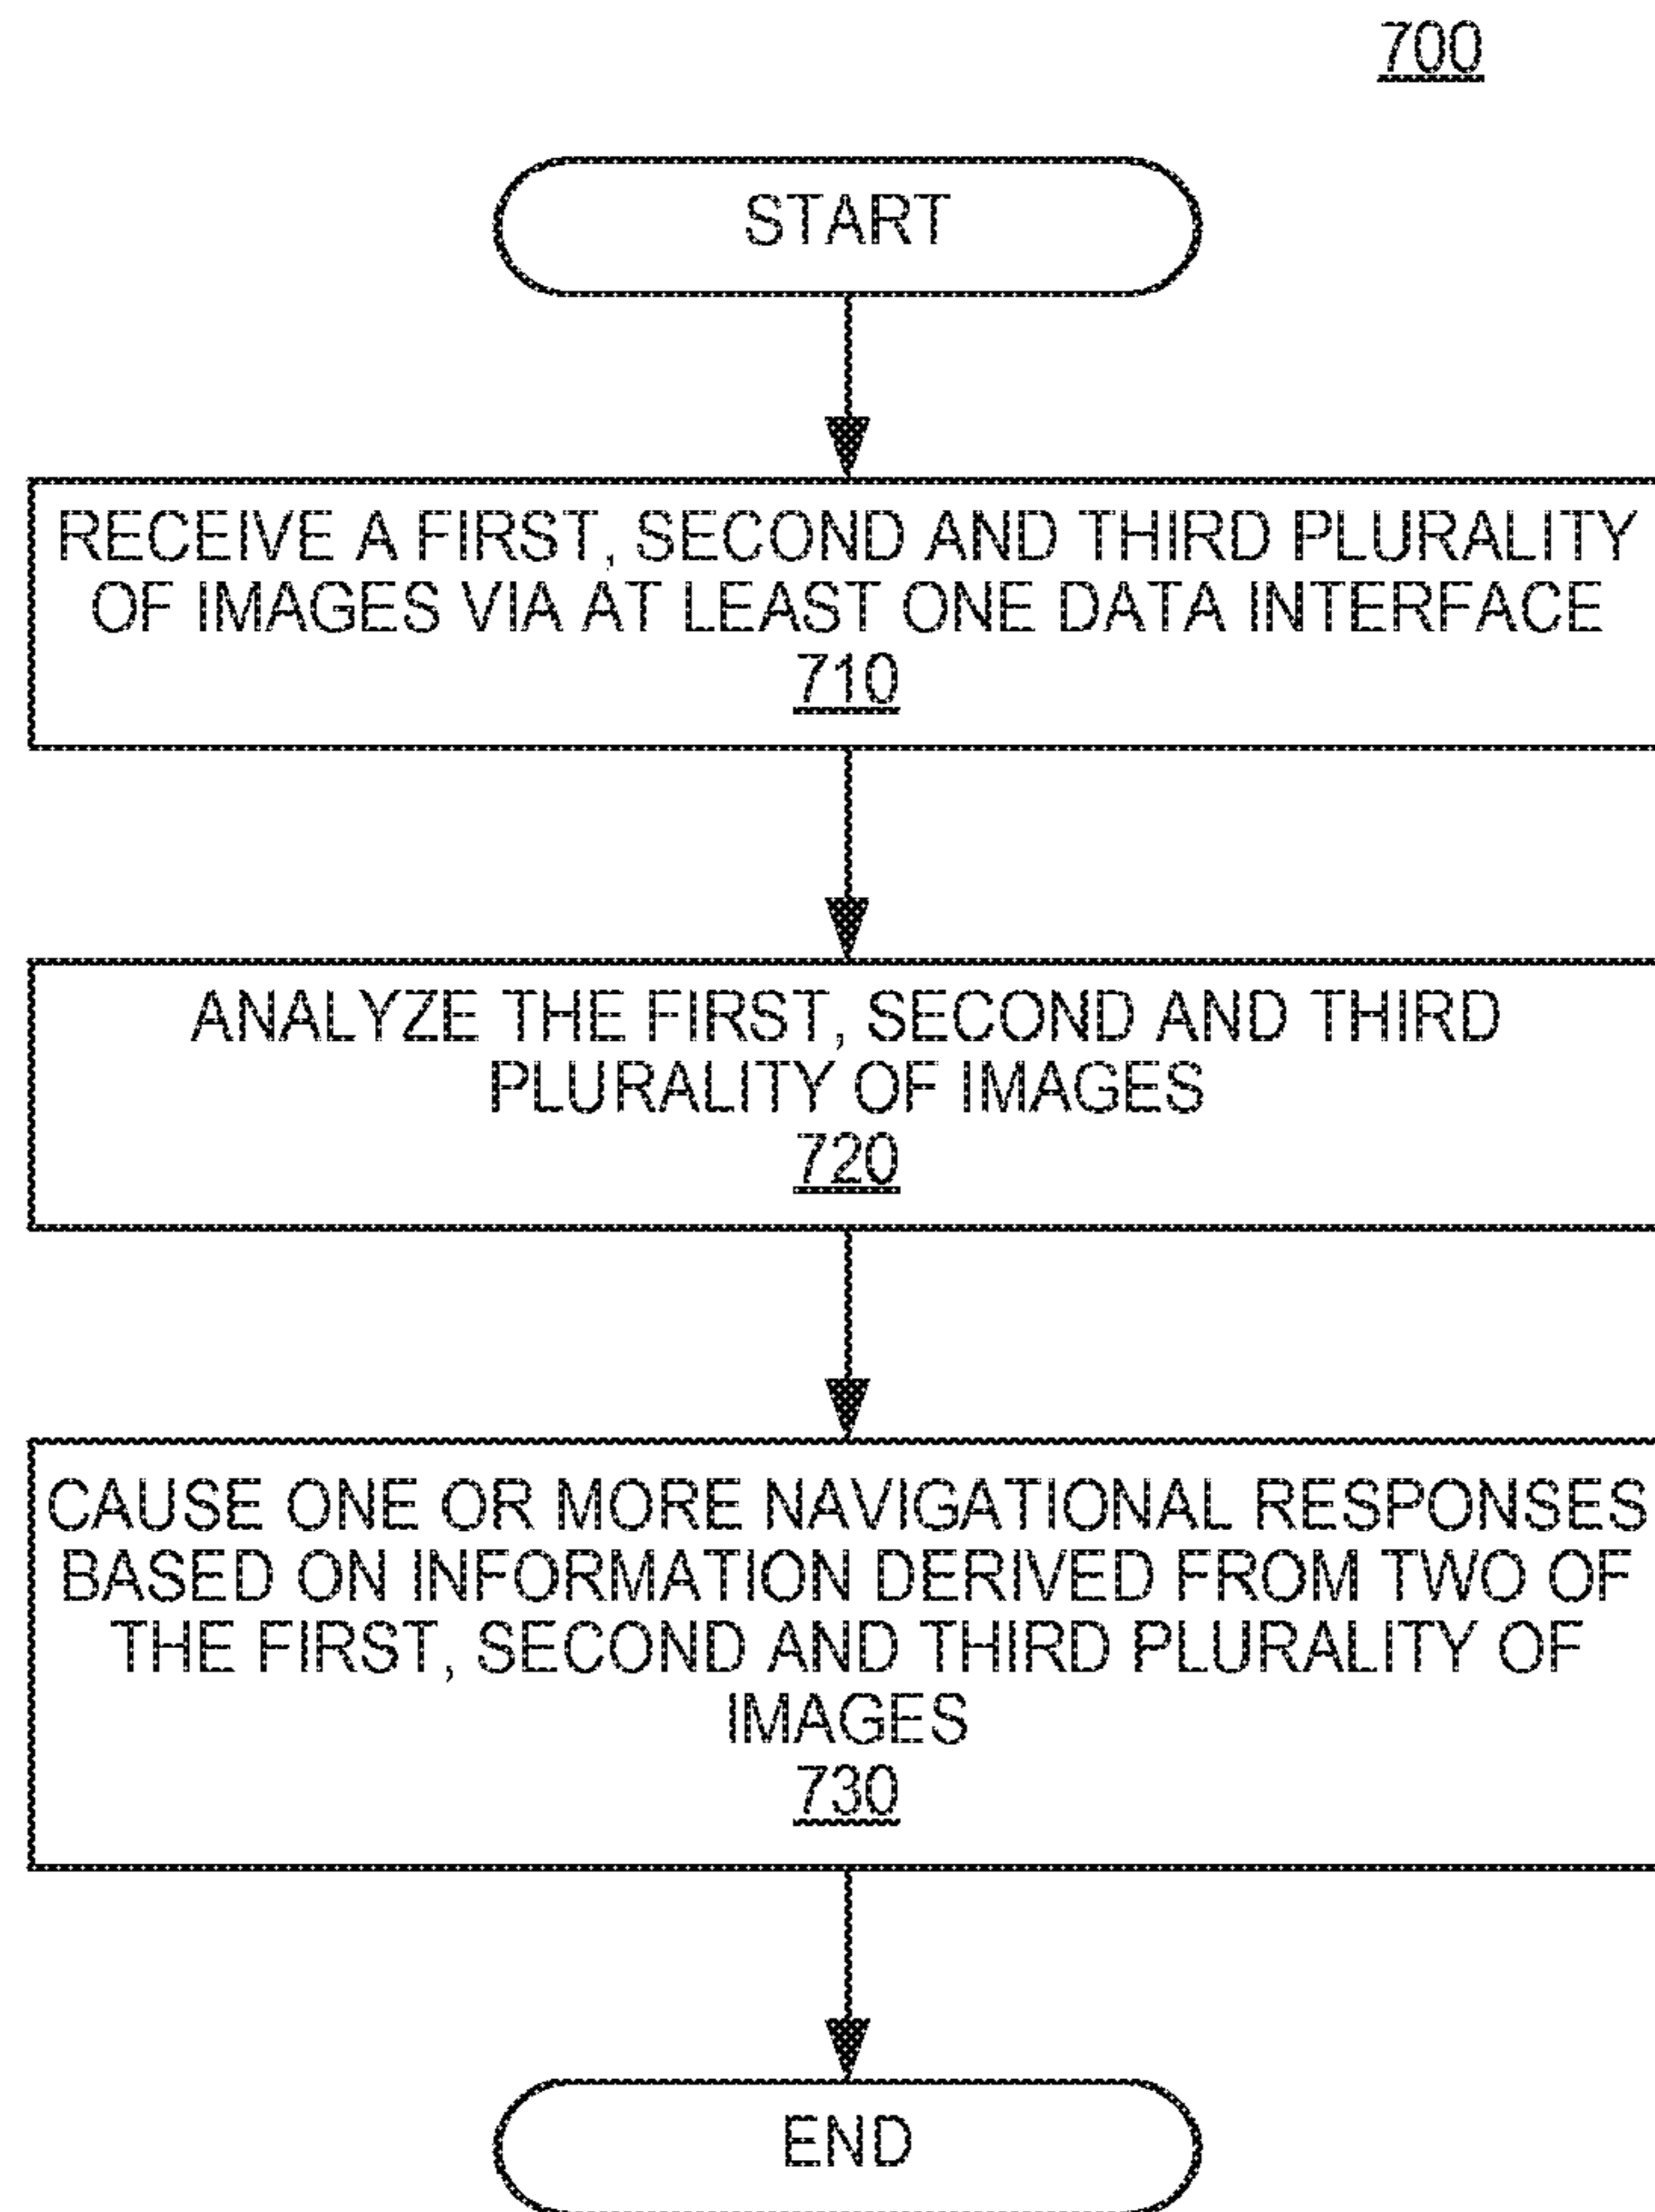 700
START
RECEIVE A FIRST, SECOND AND THIRD PLURALITY
OF IMAGES VIA AT LEAST ONE DATA INTERFACE
710
ANALYZE THE FIRST, SECOND AND THIRD
PLURALITY OF IMAGES
720
CAUSE ONE OR MORE NAVIGATIONAL RESPONSES
BASED ON INFORMATION DERIVED FROM TWO OF
THE FIRST, SECOND AND THIRD PLURALITY OF
IMAGES
730
END